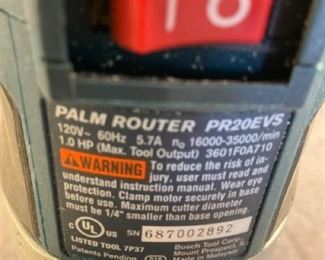 PALM ROUTER PR20EVS
120V~ 60Hz 5.7A n0 16000-35000/min
1.0 HP (Max. Tool Output) 3601F0A710
WARNING To reduce the risk of in-
jury, user must read and
understand instruction manual. Wear eye
protection. Clamp motor securely in base
before use. Maximum cutter diameter
must be 1/4" smaller than base opening.
UL US
SN 687002892
LISTED TOOL 7P37
Bosch Tool Corp.
Patents Pending
Mount Prospect, IL
Made in Mexico